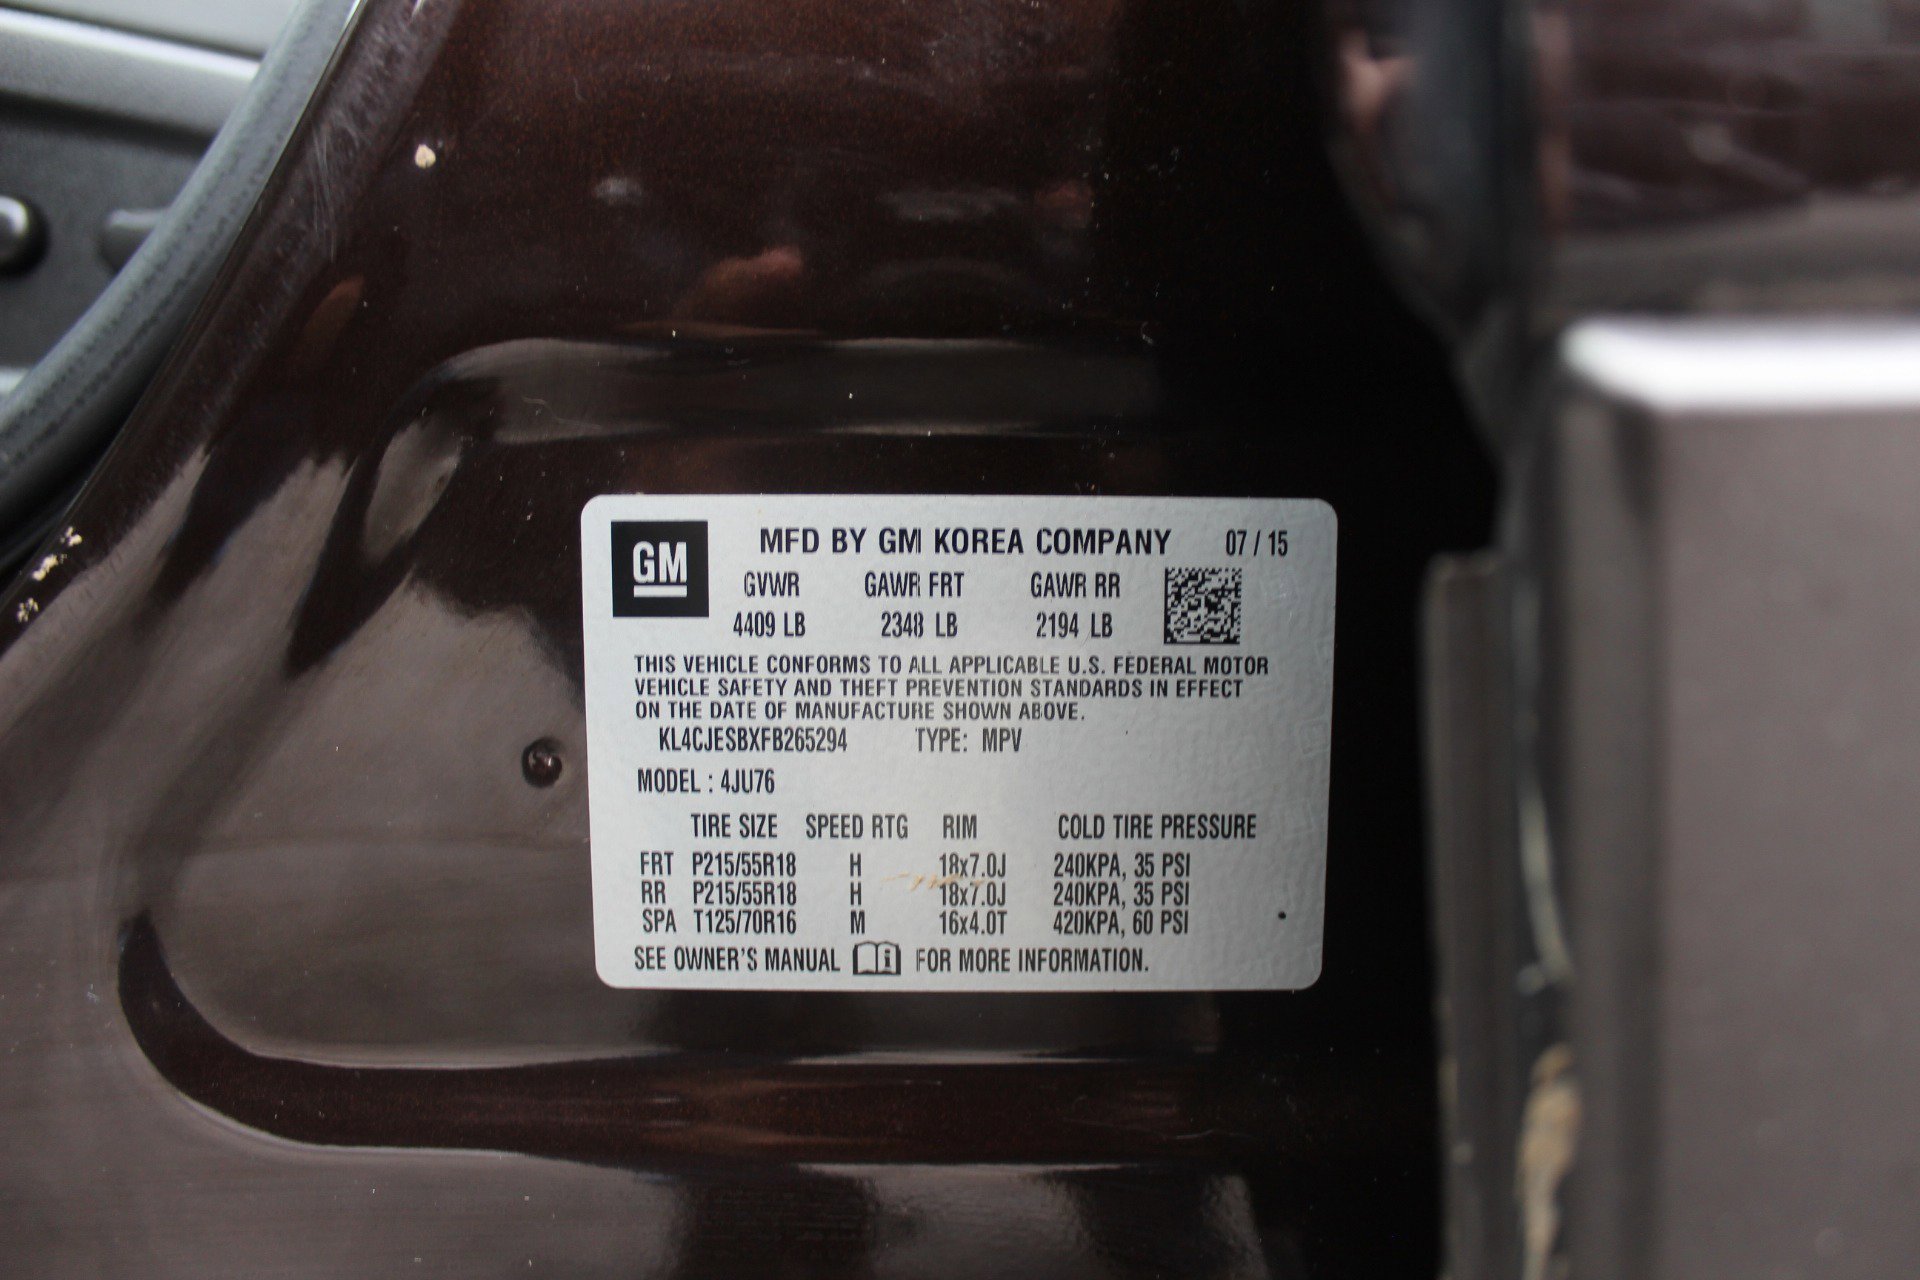 GM
MFD BY GM KOREA COMPANY 07 / 15
GVWR GAWR FRT GAWR RR
4409 LB 2348 LB 2194 LB
THIS VEHICLE CONFORMS TO ALL APPLICABLE U.S. FEDERAL MOTOR
VEHICLE SAFETY AND THEFT PREVENTION STANDARDS IN EFFECT
ON THE DATE OF MANUFACTURE SHOWN ABOVE.
KL4CJESBXFB265294 TYPE: MPV
MODEL : 4JU76
TIRE SIZE SPEED RTG RIM COLD TIRE PRESSURE
FRT P215/55R18 H 18x7.0J 240KPA, 35 PSI
RR P215/55R18 H 18x7.0J 240KPA, 35 PSI
SPA T125/70R16 M 16x4.0T 420KPA, 60 PSI
SEE OWNER'S MANUAL i FOR MORE INFORMATION.